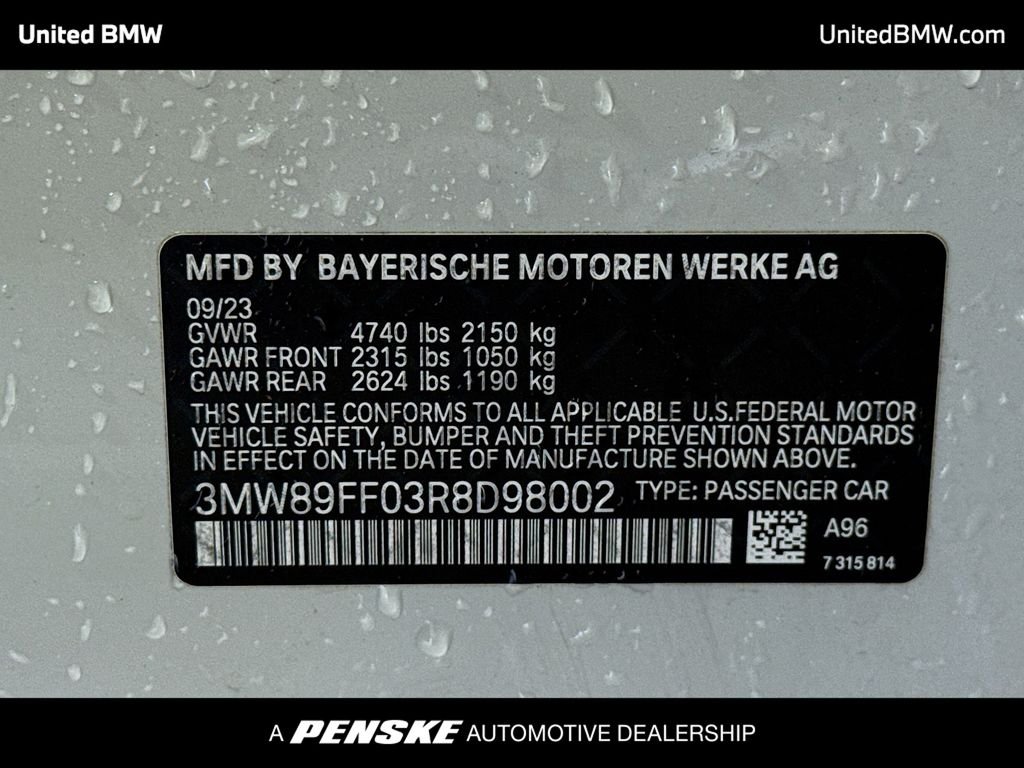 United BMW
UnitedBMW.com
MFD BY BAYERISCHE MOTOREN WERKE AG
09/23
GVWR 4740 lbs 2150 kg
GAWR FRONT 2315 lbs 1050 kg
GAWR REAR 2624 lbs 1190 kg
THIS VEHICLE CONFORMS TO ALL APPLICABLE U.S.FEDERAL MOTOR
VEHICLE SAFETY, BUMPER AND THEFT PREVENTION STANDARDS
IN EFFECT ON THE DATE OF MANUFACTURE SHOWN ABOVE.
3MW89FF03R8D98002 TYPE: PASSENGER CAR
A96
7 315 814
A PENSKE AUTOMOTIVE DEALERSHIP